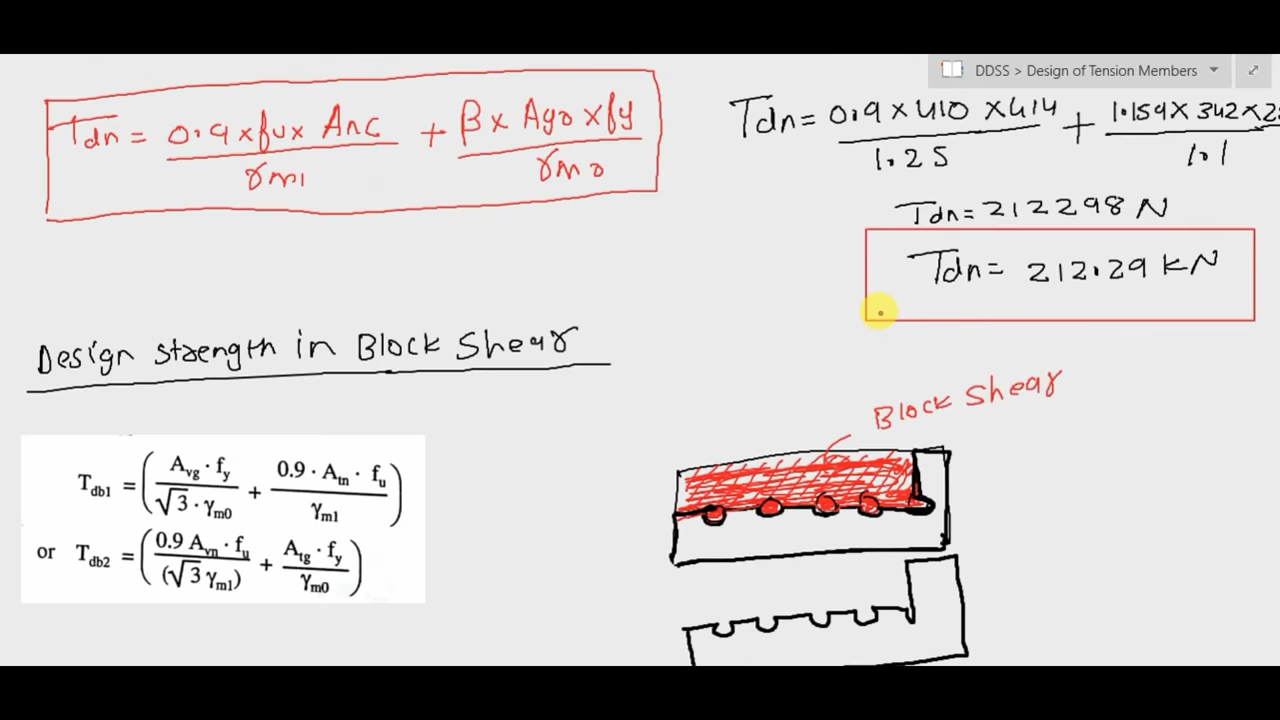 DDSS > Design of Tension Members
Tdn = 0.9 x fu x Anc / γm1 + β x Ago x fy / γm0
Tdn = 0.9 x 410 x 414 / 1.25 + 1.159 x 342 x 2 / 1.1
Tdn = 212298 N
Tdn = 212.29 kN
Design strength in Block Shear
Block Shear
Tdb1 = ( Avg · fy / √3 · γm0 + 0.9 · Atn · fu / γm1 )
or Tdb2 = ( 0.9 Avn · fu / (√3 γm1) + Atg · fy / γm0 )